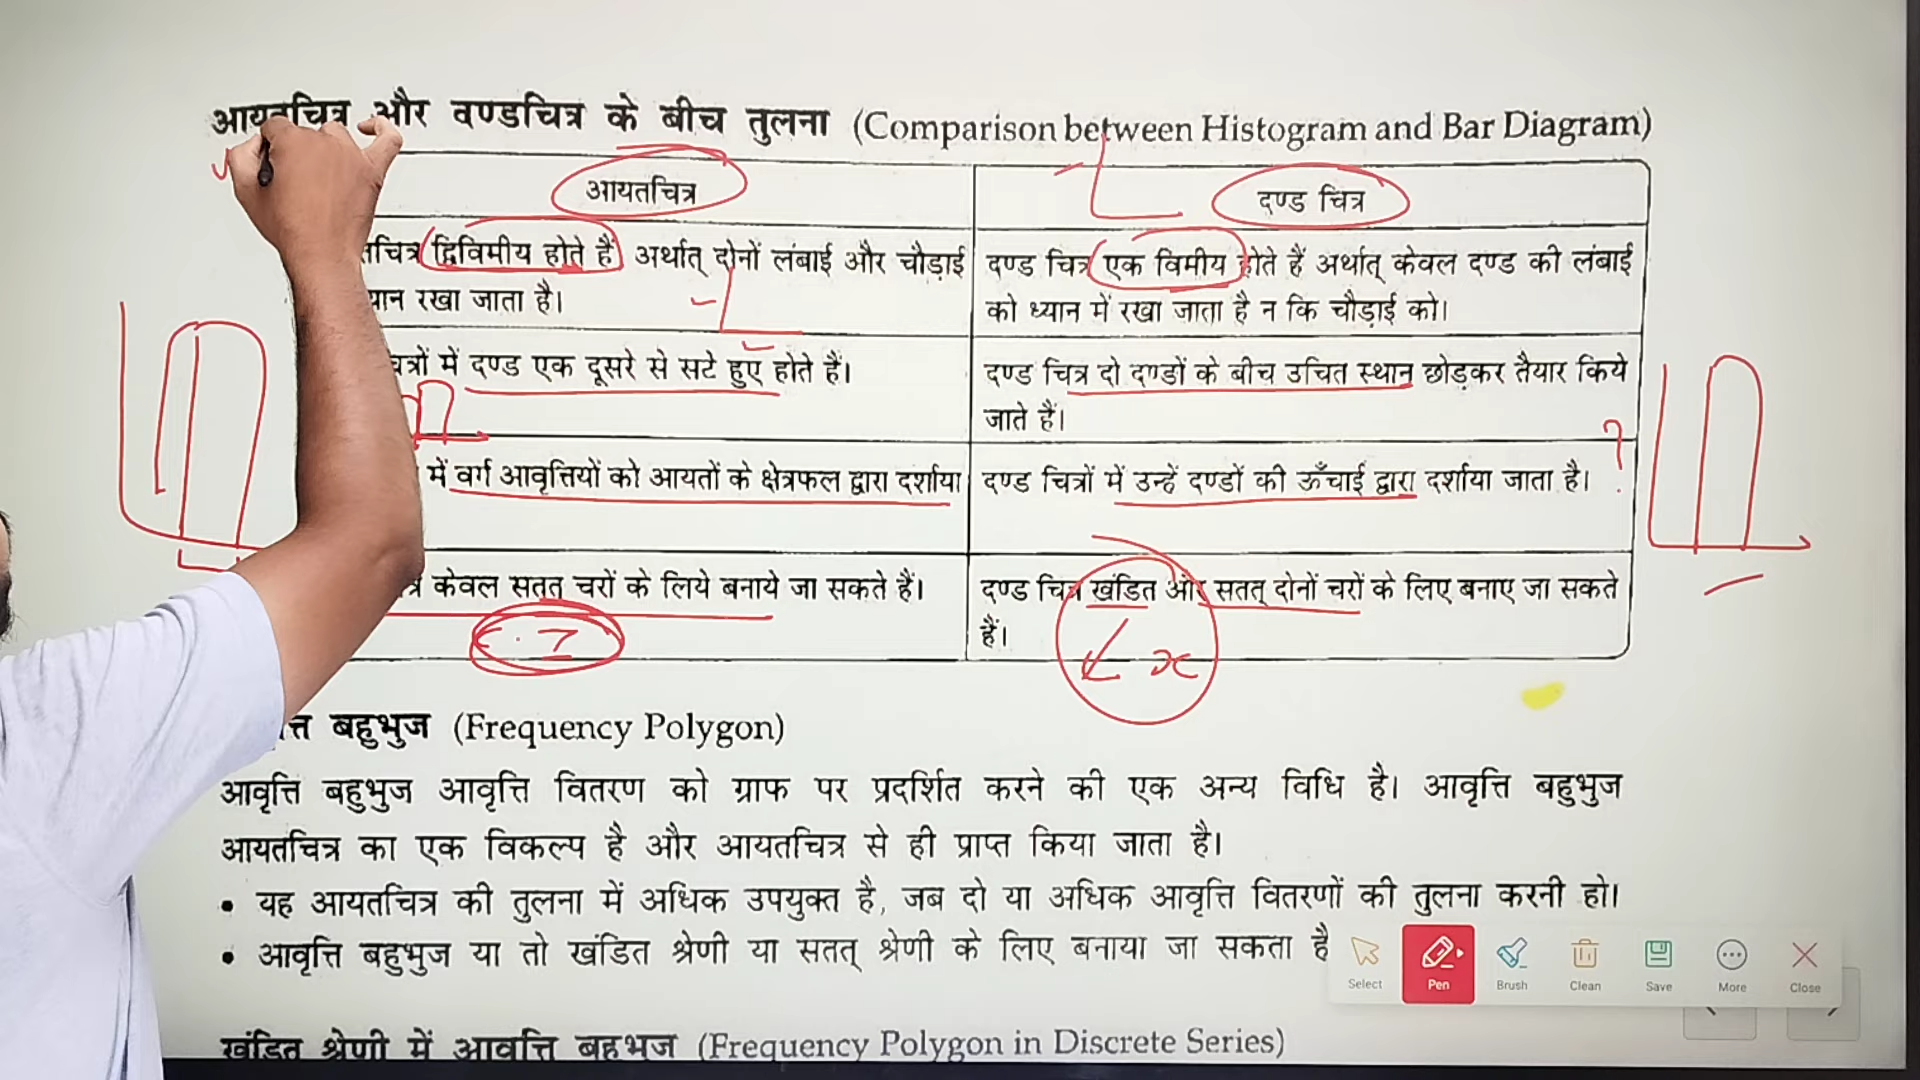 आयतचित्र और दण्डचित्र के बीच तुलना (Comparison between Histogram and Bar Diagram)
आयतचित्र
दण्ड चित्र
द्विविमीय होते हैं अर्थात् दोनों लंबाई और चौड़ाई
रखा जाता है।
दण्ड चित्र एक विमीय होते हैं अर्थात् केवल दण्ड की लंबाई
को ध्यान में रखा जाता है न कि चौड़ाई को।
में दण्ड एक दूसरे से सटे हुए होते हैं।
दण्ड चित्र दो दण्डों के बीच उचित स्थान छोड़कर तैयार किये
जाते हैं।
में वर्ग आवृत्तियों को आयतों के क्षेत्रफल द्वारा दर्शाया
दण्ड चित्रों में उन्हें दण्डों की ऊँचाई द्वारा दर्शाया जाता है। ?
केवल सतत् चरों के लिये बनाये जा सकते हैं।
दण्ड चित्र खंडित और सतत् दोनों चरों के लिए बनाए जा सकते
हैं।
x
बहुभुज (Frequency Polygon)
आवृत्ति बहुभुज आवृत्ति वितरण को ग्राफ पर प्रदर्शित करने की एक अन्य विधि है। आवृत्ति बहुभुज
आयतचित्र का एक विकल्प है और आयतचित्र से ही प्राप्त किया जाता है।
• यह आयतचित्र की तुलना में अधिक उपयुक्त है, जब दो या अधिक आवृत्ति वितरणों की तुलना करनी हो।
• आवृत्ति बहुभुज या तो खंडित श्रेणी या सतत् श्रेणी के लिए बनाया जा सकता है
Select Pen Brush Clean Save More Close
खंडित श्रेणी में आवृत्ति बहुभुज (Frequency Polygon in Discrete Series)